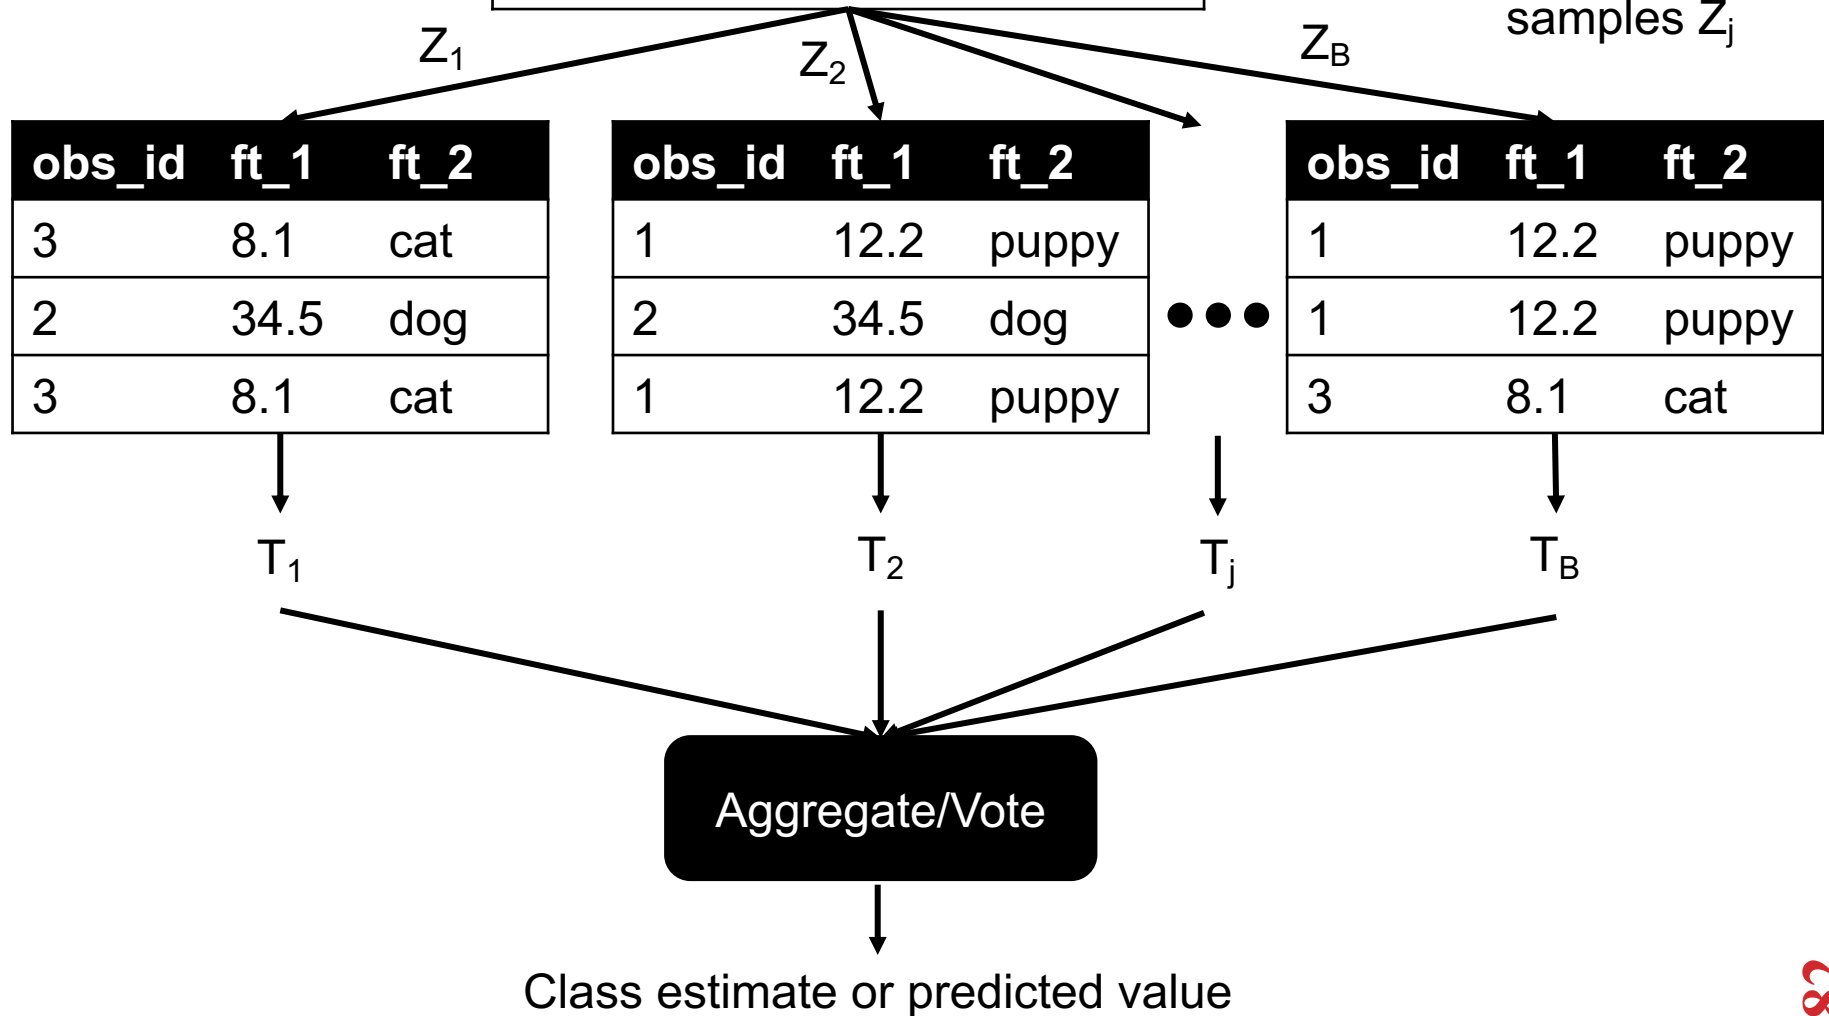 samples Zj
Z1 Z2 ZB
obs_id ft_1 ft_2
3 8.1 cat
2 34.5 dog
3 8.1 cat
obs_id ft_1 ft_2
1 12.2 puppy
2 34.5 dog
1 12.2 puppy
obs_id ft_1 ft_2
1 12.2 puppy
1 12.2 puppy
3 8.1 cat
T1 T2 Tj TB
Aggregate/Vote
Class estimate or predicted value